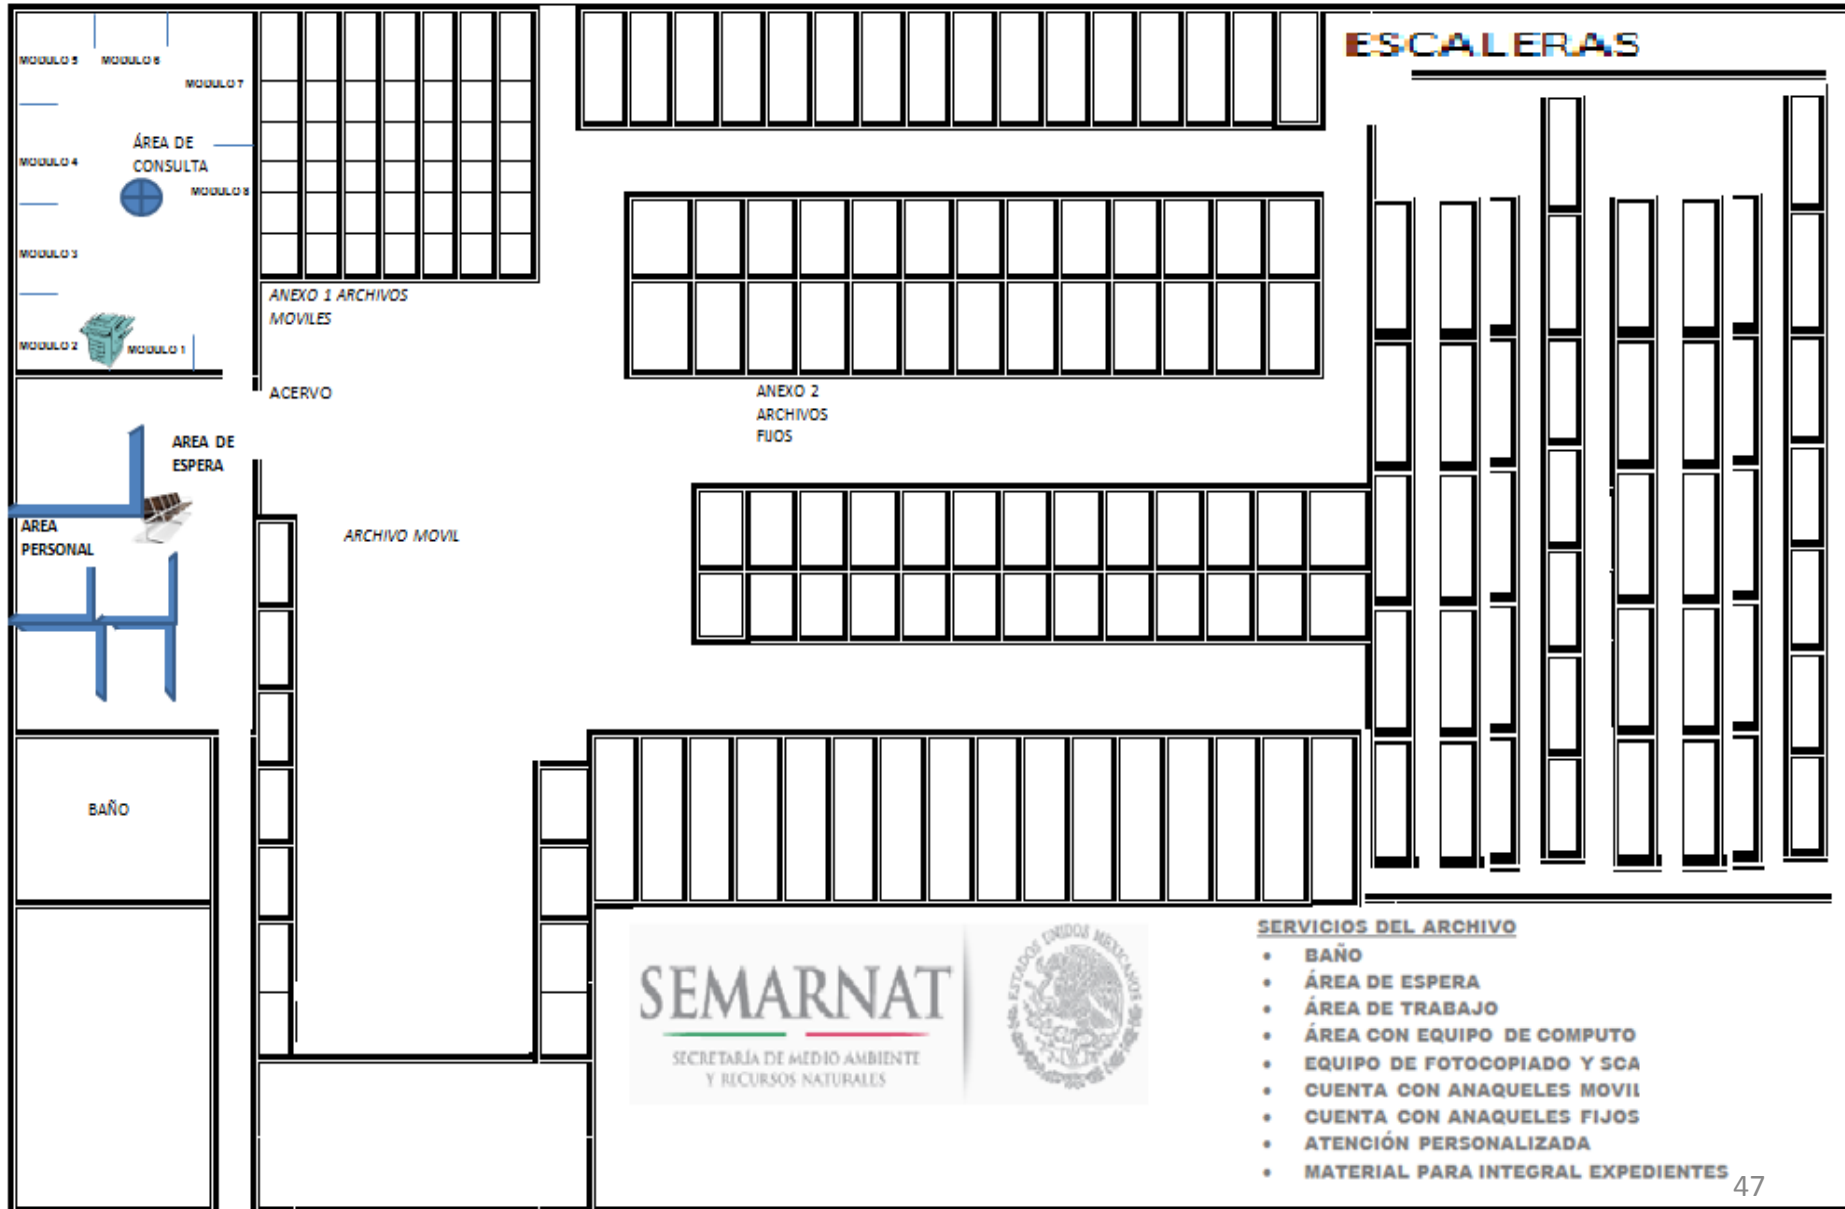 ESCALERAS
MODULO 5
MODULO 6
MODULO 7
ÁREA DE
CONSULTA
MODULO 4
MODULO 8
MODULO 3
MODULO 2
MODULO 1
ANEXO 1 ARCHIVOS
MOVILES
ACERVO
ANEXO 2
ARCHIVOS
FIJOS
AREA DE
ESPERA
AREA
PERSONAL
ARCHIVO MOVIL
BAÑO
SEMARNAT
SECRETARÍA DE MEDIO AMBIENTE
Y RECURSOS NATURALES
ESTADOS UNIDOS MEXICANOS
SERVICIOS DEL ARCHIVO
• BAÑO
• ÁREA DE ESPERA
• ÁREA DE TRABAJO
• ÁREA CON EQUIPO DE COMPUTO
• EQUIPO DE FOTOCOPIADO Y SCA
• CUENTA CON ANAQUELES MOVIL
• CUENTA CON ANAQUELES FIJOS
• ATENCIÓN PERSONALIZADA
• MATERIAL PARA INTEGRAL EXPEDIENTES
47